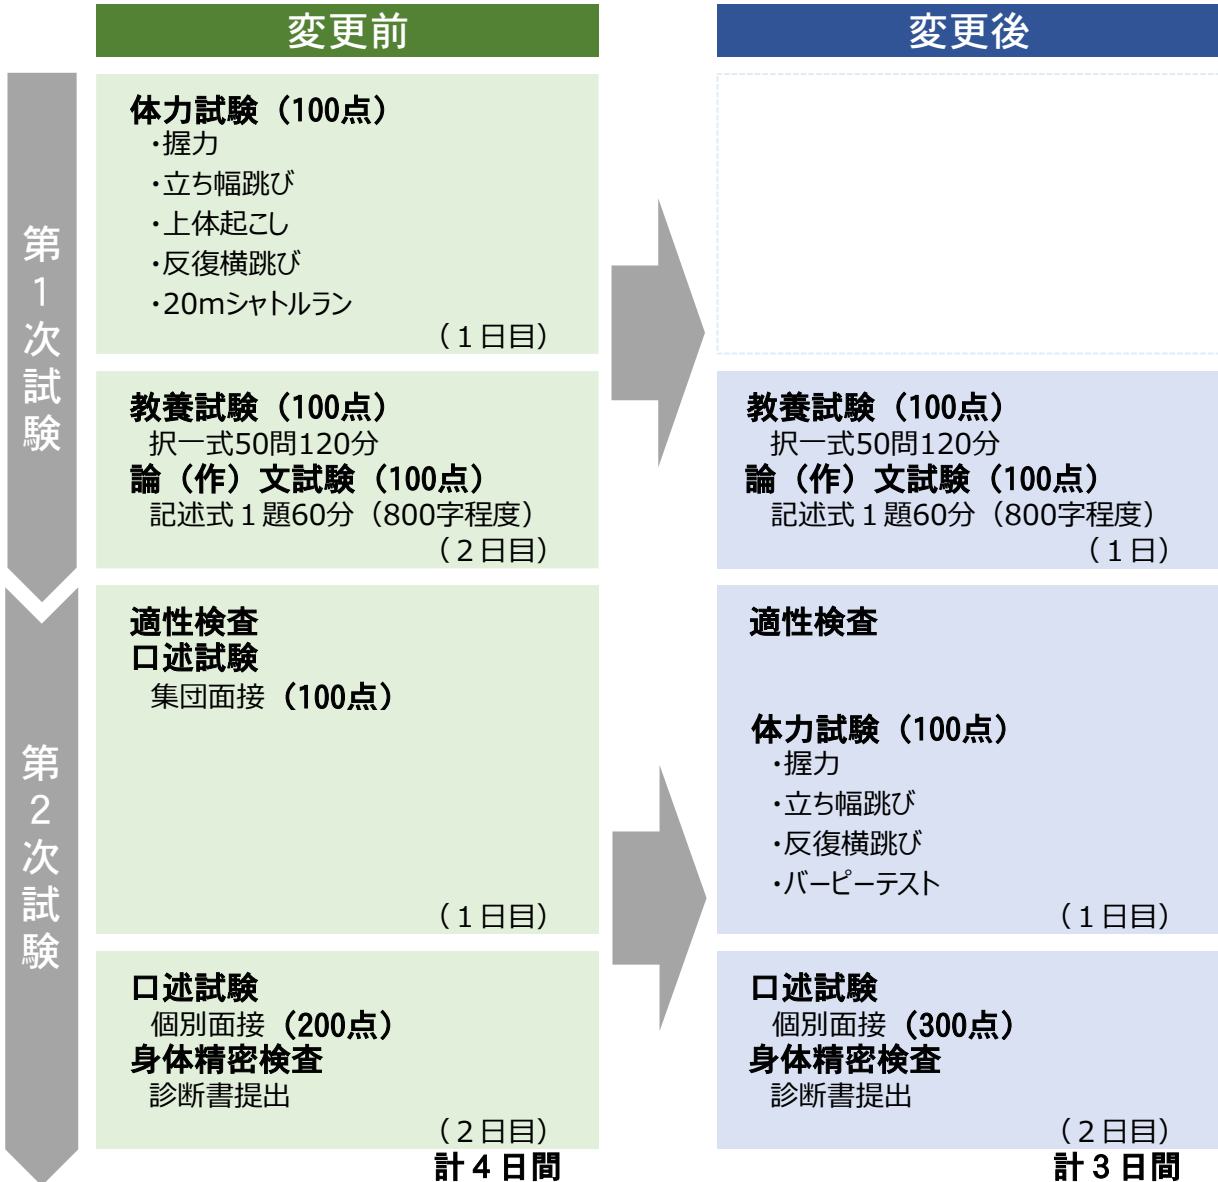 変更前
変更後
第1次試験
体力試験（100点）
・握力
・立ち幅跳び
・上体起こし
・反復横跳び
・20mシャトルラン
（１日目）
教養試験（100点）
択一式50問120分
論（作）文試験（100点）
記述式１題60分（800字程度）
（２日目）
教養試験（100点）
択一式50問120分
論（作）文試験（100点）
記述式１題60分（800字程度）
（１日）
第2次試験
適性検査
口述試験
集団面接（100点）
（１日目）
適性検査
体力試験（100点）
・握力
・立ち幅跳び
・反復横跳び
・バーピーテスト
（１日目）
口述試験
個別面接（200点）
身体精密検査
診断書提出
（２日目）
計４日間
口述試験
個別面接（300点）
身体精密検査
診断書提出
（２日目）
計３日間